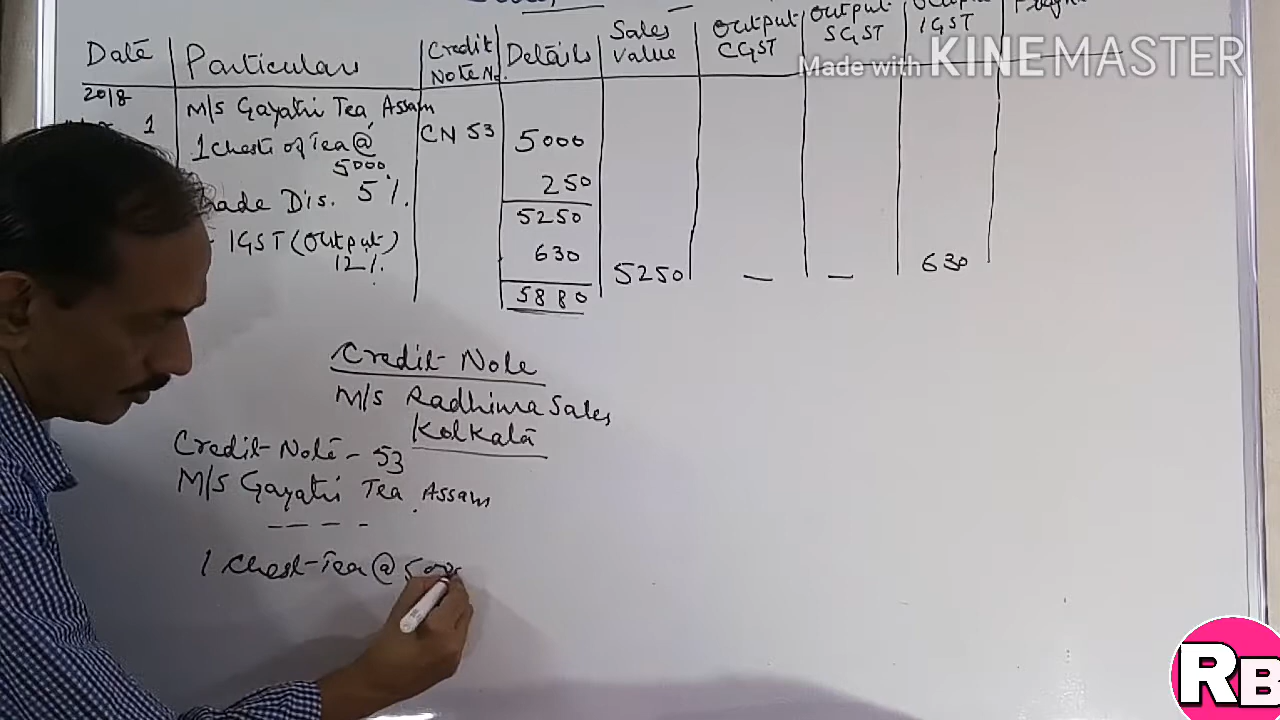 Date Particulars Credit Note No. Details Sales Value Output CGST Output SGST IGST
Made with KINEMASTER
2018
1 M/s Gayatri Tea, Assam
1 Chest of Tea @ 5000. CN 53 5000
Dis. 5%. 250
5250
IGST (Output) 12%. 630 5250 — — 630
5880
Credit Note
M/s Radhima Sales
Kolkata
Credit Note - 53
M/s Gayatri Tea, Assam
— — — -
1 Chest Tea @
RB